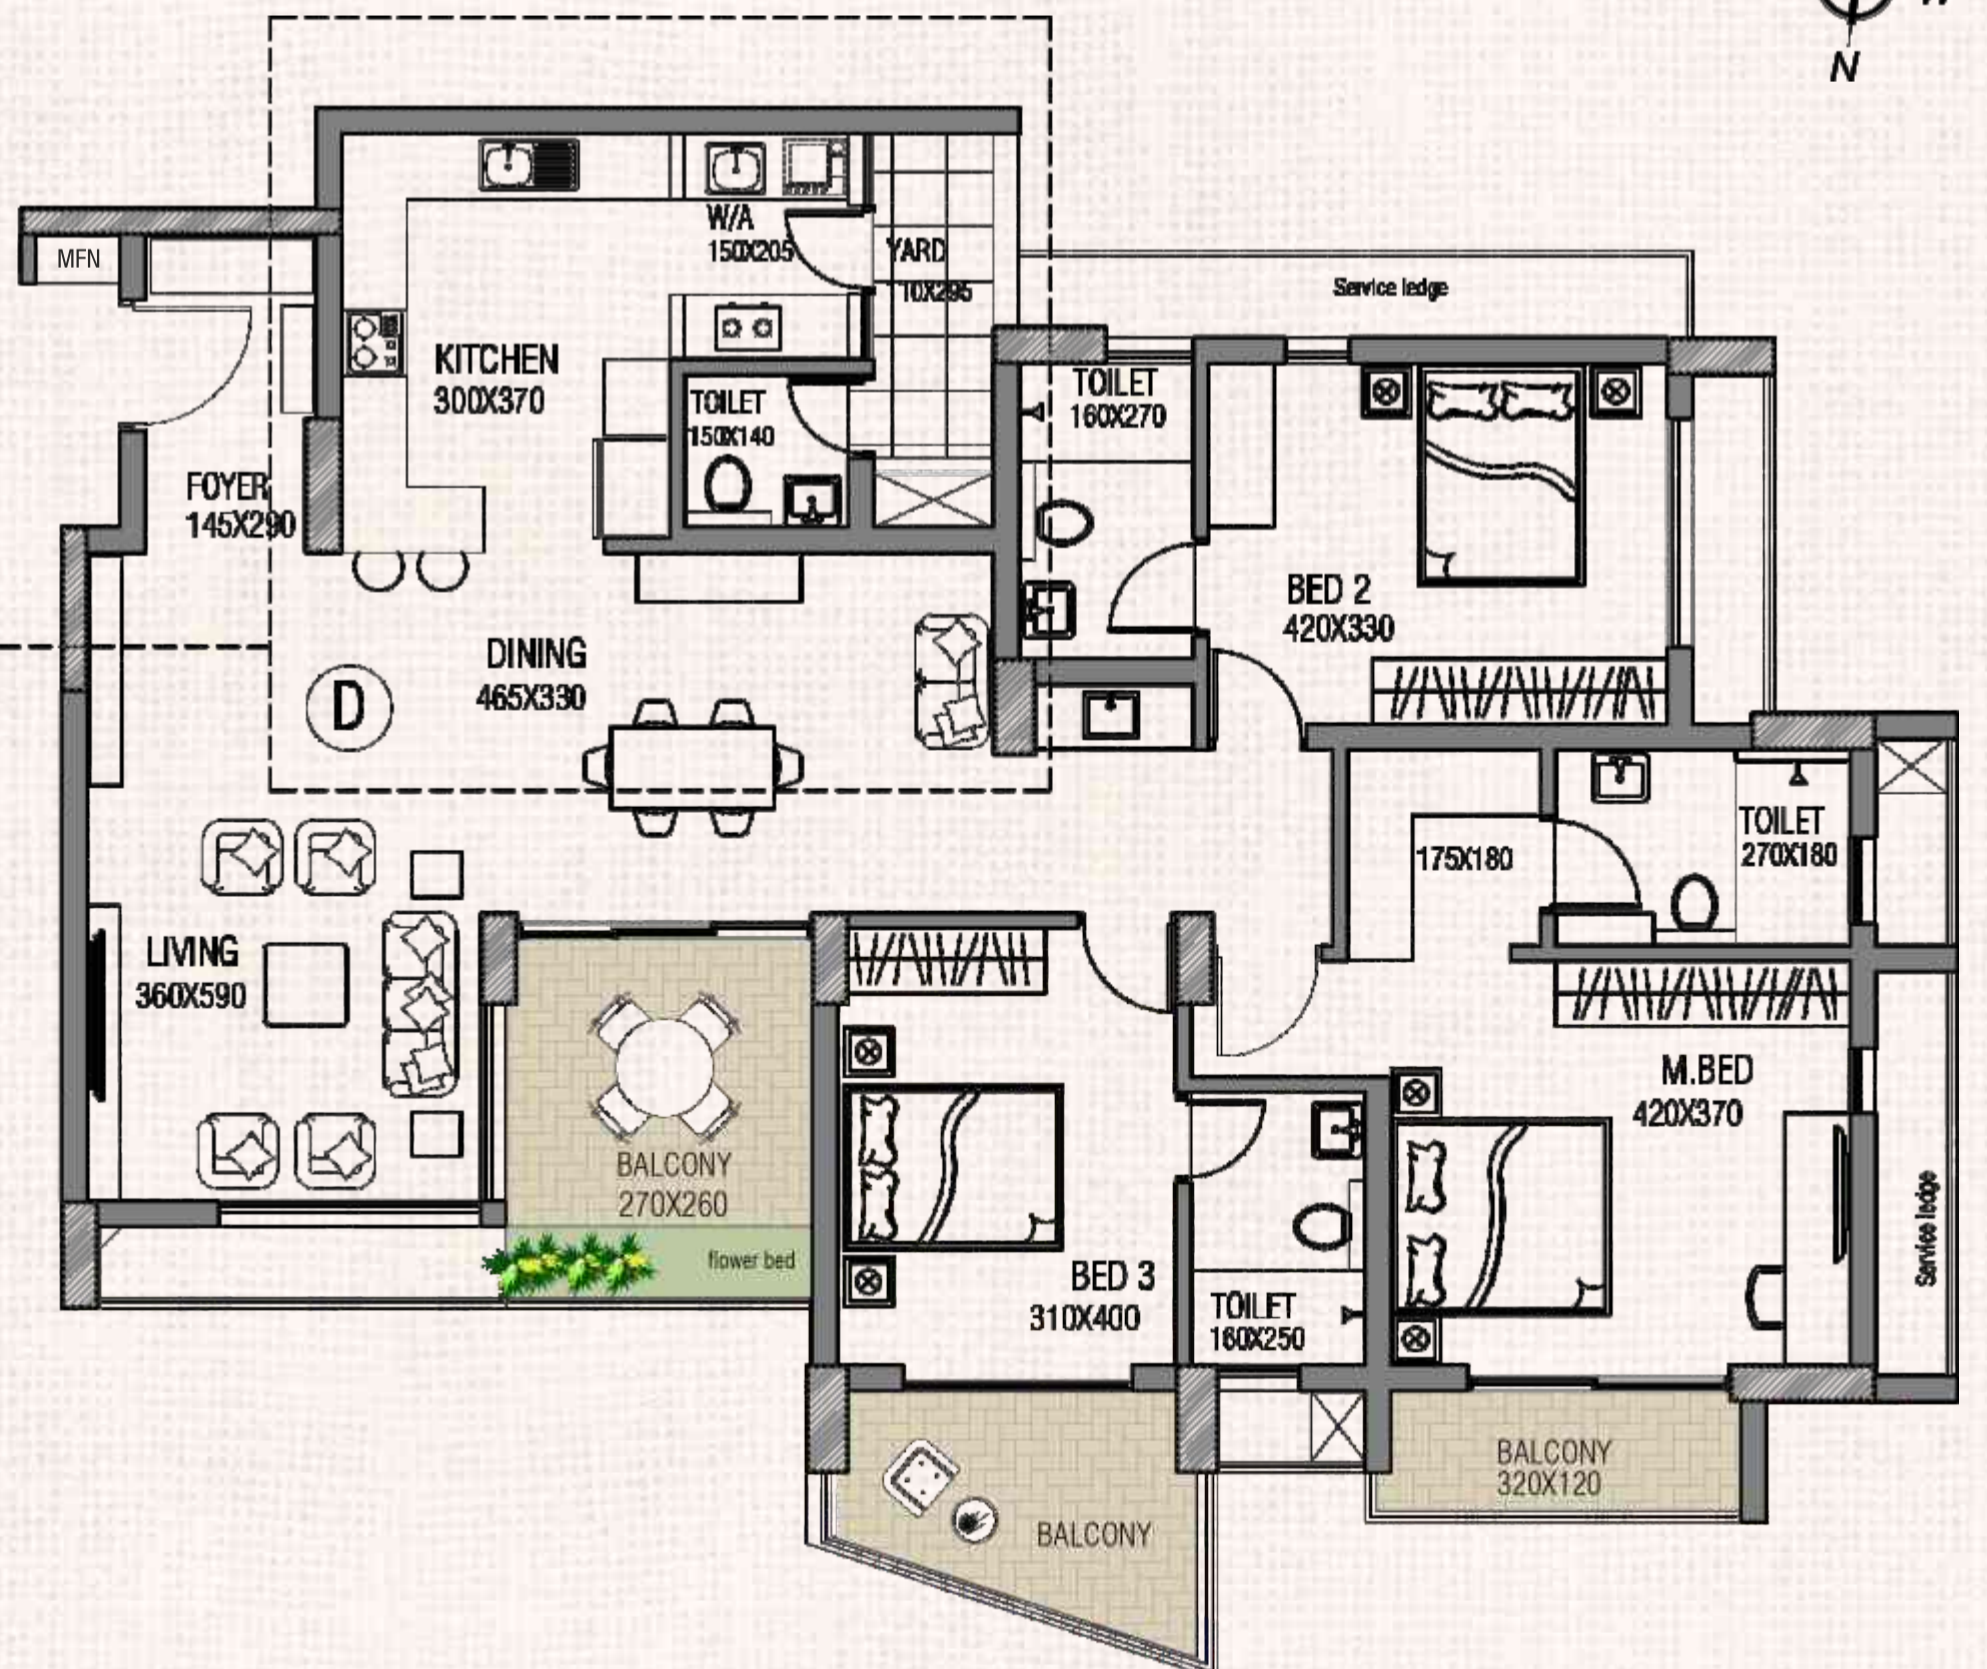 N
MFN
W/A
150X205
YARD
10X295
Service ledge
KITCHEN
300X370
TOILET
150X140
TOILET
160X270
FOYER
145X290
BED 2
420X330
DINING
465X330
D
175X180
TOILET
270X180
LIVING
360X590
M.BED
420X370
BALCONY
270X260
flower bed
BED 3
310X400
TOILET
160X250
Service ledge
BALCONY
320X120
BALCONY